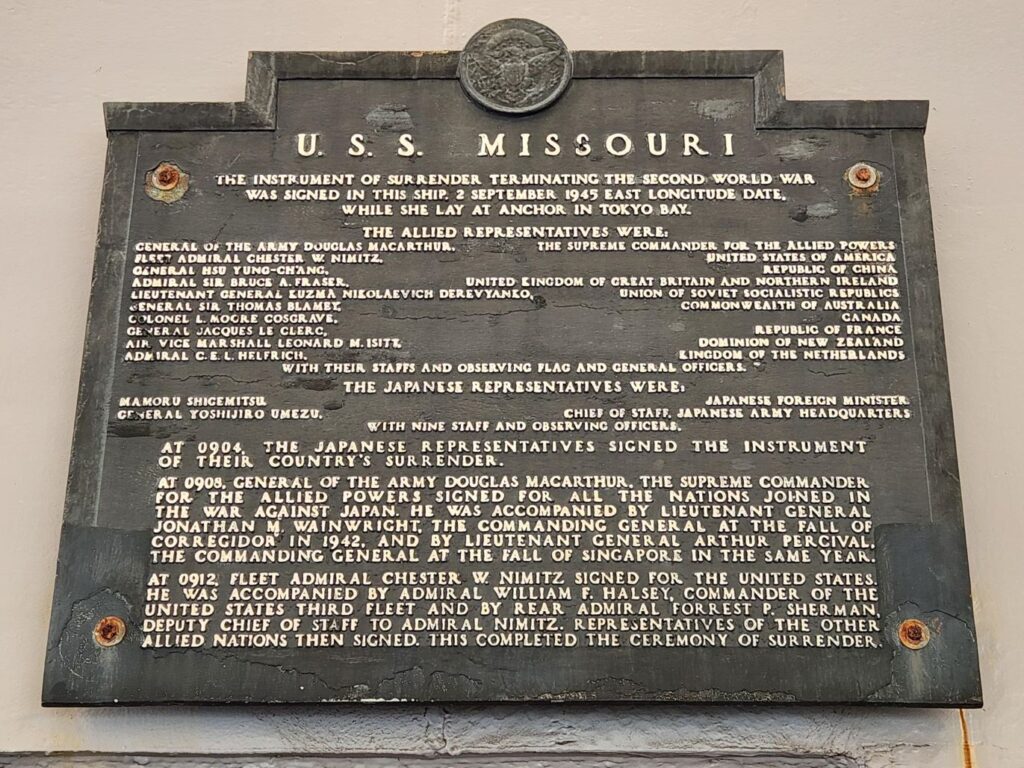 U. S. S. MISSOURI
THE INSTRUMENT OF SURRENDER TERMINATING THE SECOND WORLD WAR
WAS SIGNED IN THIS SHIP, 2 SEPTEMBER 1945 EAST LONGITUDE DATE,
WHILE SHE LAY AT ANCHOR IN TOKYO BAY.
THE ALLIED REPRESENTATIVES WERE:
GENERAL OF THE ARMY DOUGLAS MACARTHUR, THE SUPREME COMMANDER FOR THE ALLIED POWERS
FLEET ADMIRAL CHESTER W. NIMITZ, UNITED STATES OF AMERICA
GENERAL HSU YUNG-CH'ANG, REPUBLIC OF CHINA
ADMIRAL SIR BRUCE A. FRASER, UNITED KINGDOM OF GREAT BRITAIN AND NORTHERN IRELAND
LIEUTENANT GENERAL KUZMA NIKOLAEVICH DEREVYANKO, UNION OF SOVIET SOCIALISTIC REPUBLICS
GENERAL SIR THOMAS BLAMEY, COMMONWEALTH OF AUSTRALIA
COLONEL L. MOORE COSGRAVE, CANADA
GENERAL JACQUES LE CLERC, REPUBLIC OF FRANCE
AIR VICE MARSHALL LEONARD M. ISITT, DOMINION OF NEW ZEALAND
ADMIRAL C. E. L. HELFRICH, KINGDOM OF THE NETHERLANDS
WITH THEIR STAFFS AND OBSERVING FLAG AND GENERAL OFFICERS.
THE JAPANESE REPRESENTATIVES WERE:
MAMORU SHIGEMITSU, JAPANESE FOREIGN MINISTER
GENERAL YOSHIJIRO UMEZU, CHIEF OF STAFF, JAPANESE ARMY HEADQUARTERS
WITH NINE STAFF AND OBSERVING OFFICERS.
AT 0904, THE JAPANESE REPRESENTATIVES SIGNED THE INSTRUMENT
OF THEIR COUNTRY'S SURRENDER.
AT 0908, GENERAL OF THE ARMY DOUGLAS MACARTHUR, THE SUPREME COMMANDER
FOR THE ALLIED POWERS SIGNED FOR ALL THE NATIONS JOINED IN
THE WAR AGAINST JAPAN. HE WAS ACCOMPANIED BY LIEUTENANT GENERAL
JONATHAN M. WAINWRIGHT, THE COMMANDING GENERAL AT THE FALL OF
CORREGIDOR IN 1942, AND BY LIEUTENANT GENERAL ARTHUR PERCIVAL,
THE COMMANDING GENERAL AT THE FALL OF SINGAPORE IN THE SAME YEAR.
AT 0912, FLEET ADMIRAL CHESTER W. NIMITZ SIGNED FOR THE UNITED STATES.
HE WAS ACCOMPANIED BY ADMIRAL WILLIAM F. HALSEY, COMMANDER OF THE
UNITED STATES THIRD FLEET AND BY REAR ADMIRAL FORREST P. SHERMAN,
DEPUTY CHIEF OF STAFF TO ADMIRAL NIMITZ. REPRESENTATIVES OF THE OTHER
ALLIED NATIONS THEN SIGNED. THIS COMPLETED THE CEREMONY OF SURRENDER.